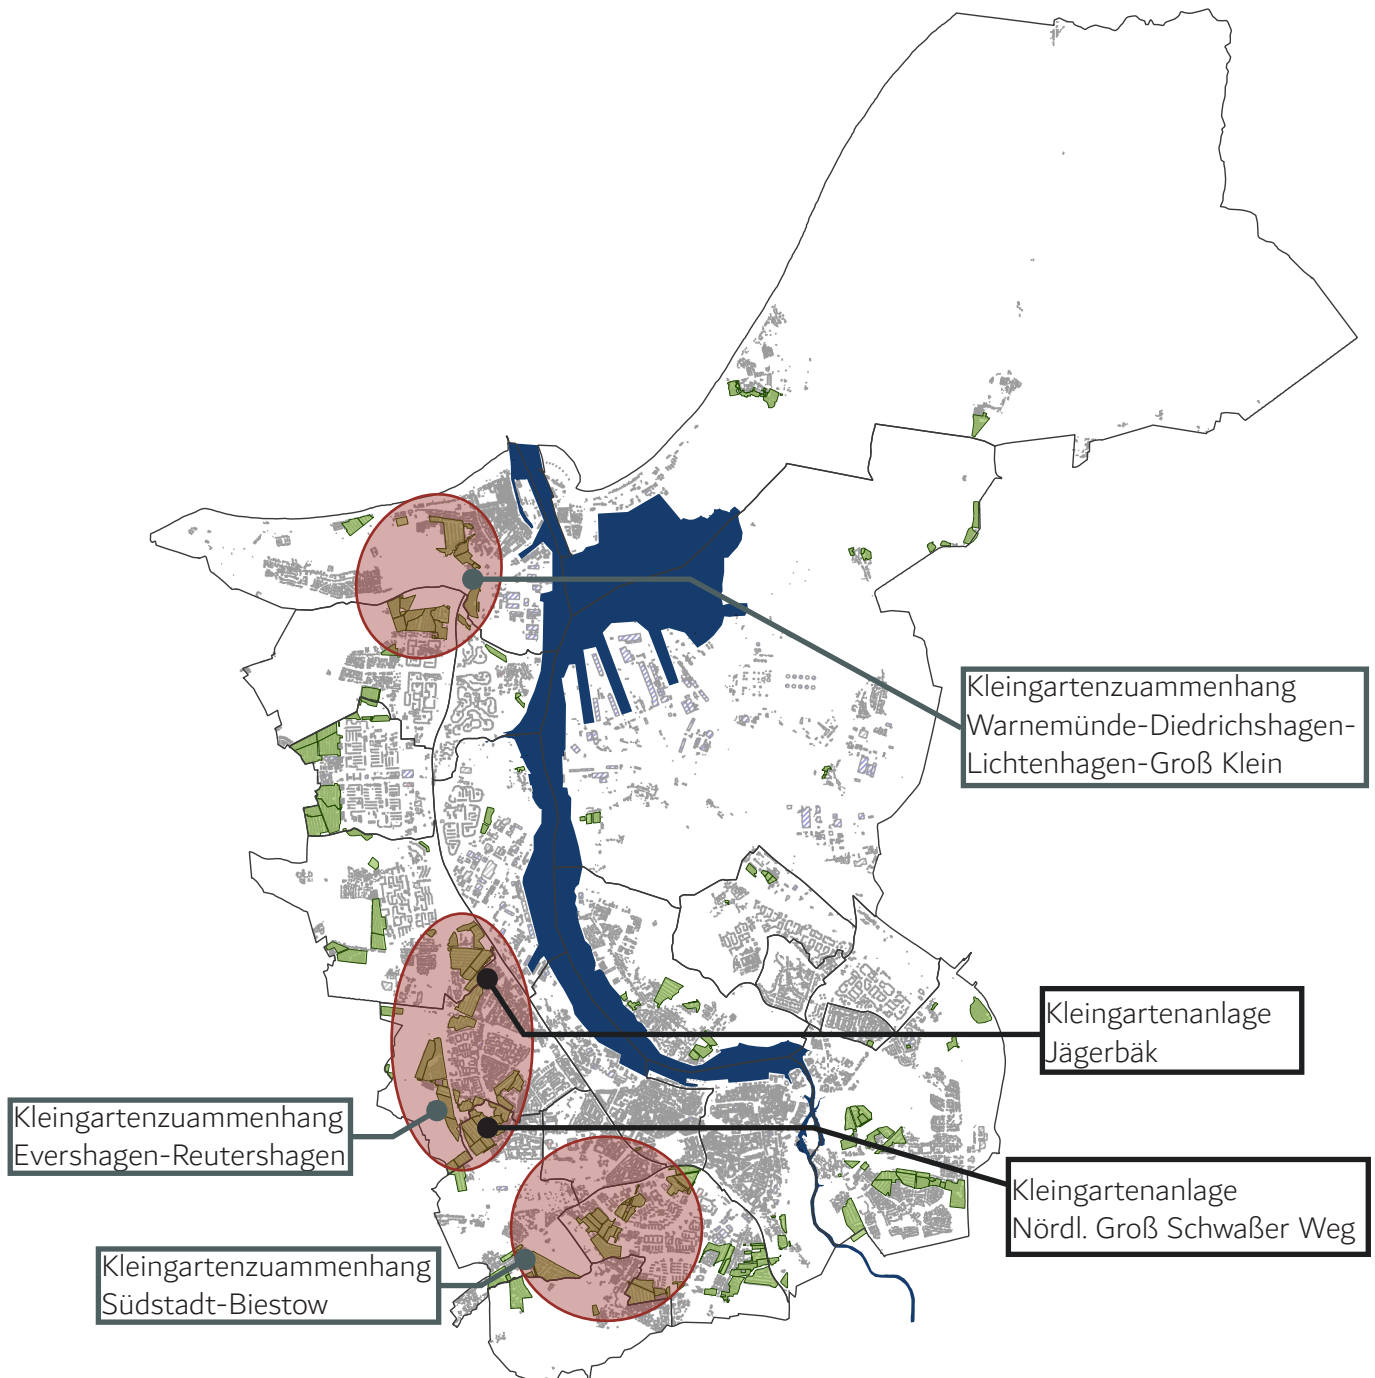 Kleingartenzuammenhang
Warnemünde-Diedrichshagen-
Lichtenhagen-Groß Klein
Kleingartenanlage
Jägerbäk
Kleingartenzuammenhang
Evershagen-Reutershagen
Kleingartenanlage
Nördl. Groß Schwaßer Weg
Kleingartenzuammenhang
Südstadt-Biestow